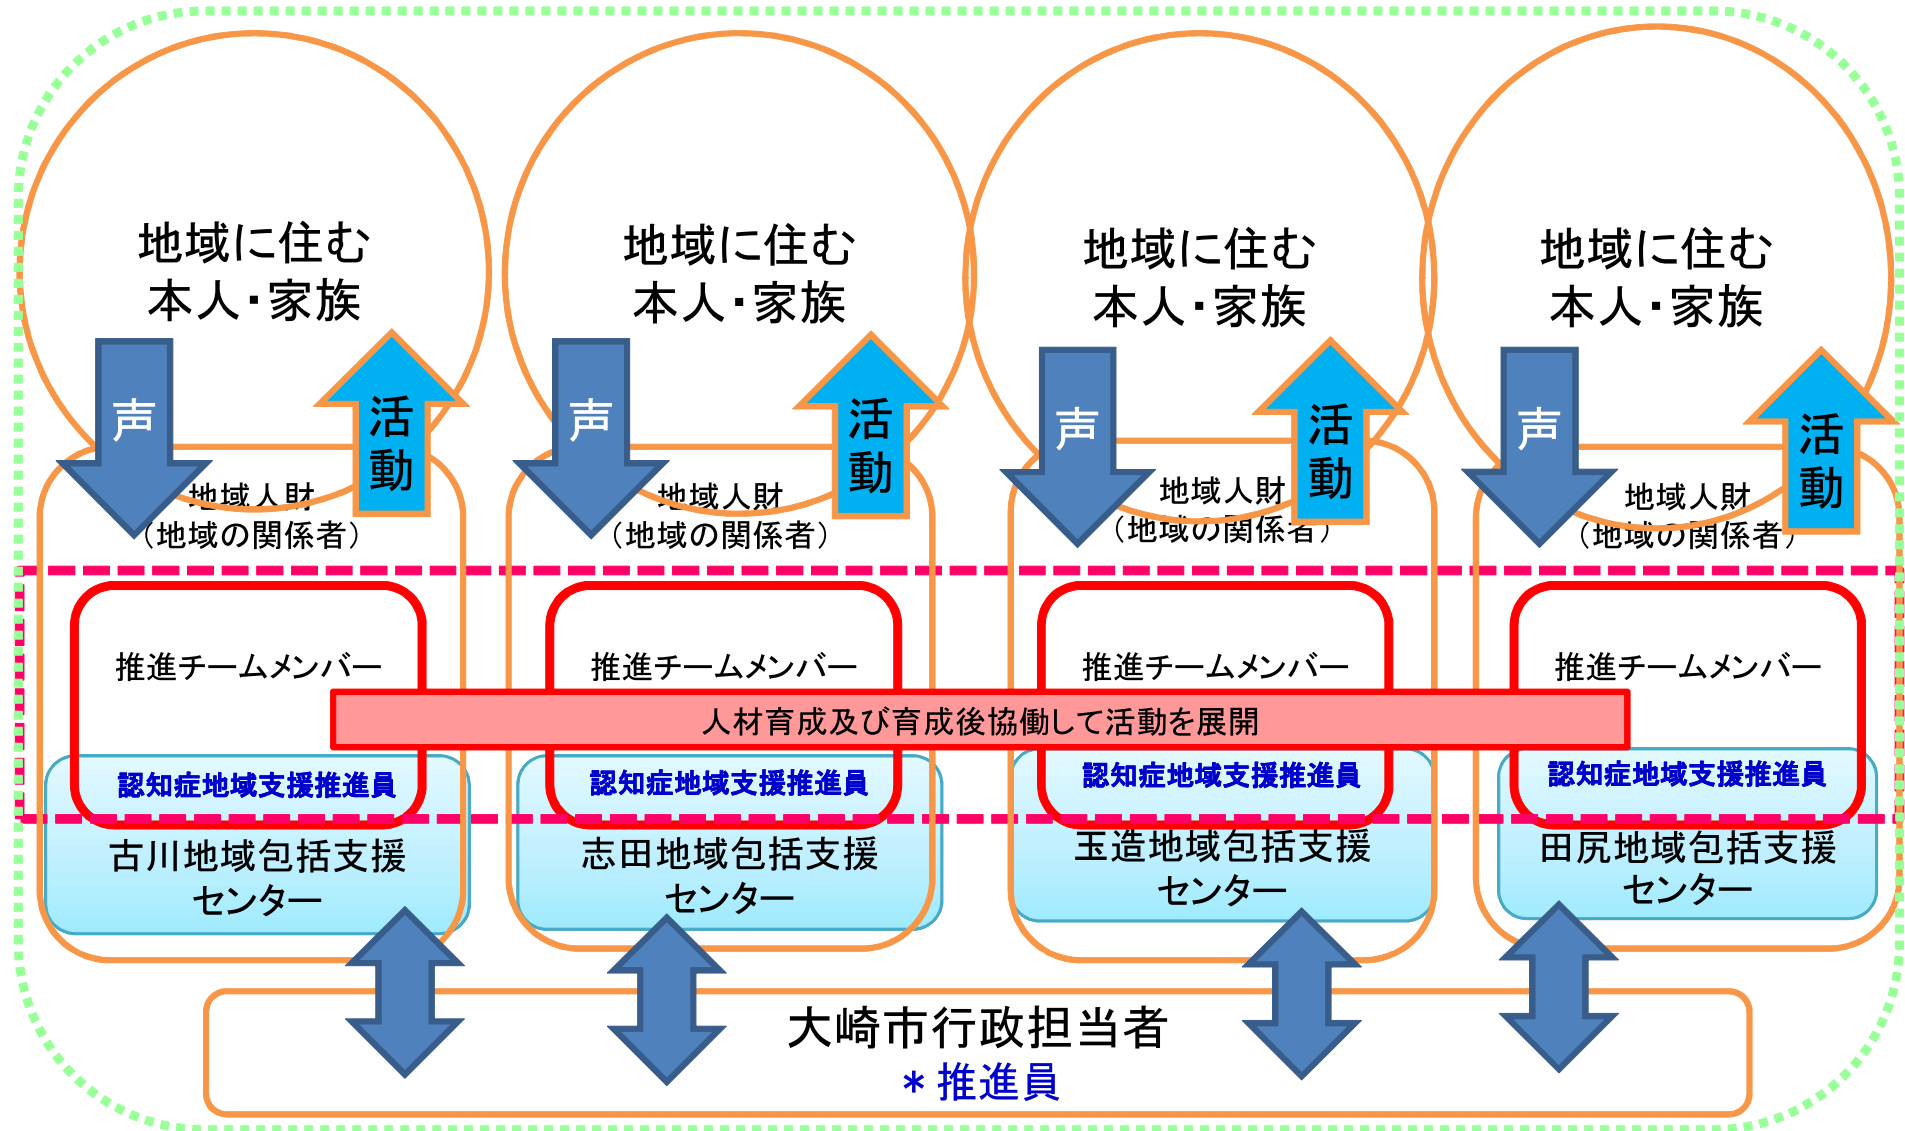 地域に住む
本人・家族
地域に住む
本人・家族
地域に住む
本人・家族
地域に住む
本人・家族
声
活
動
声
活
動
声
活
動
声
活
動
地域人財
（地域の関係者）
地域人財
（地域の関係者）
地域人財
（地域の関係者）
地域人財
（地域の関係者）
推進チームメンバー
推進チームメンバー
推進チームメンバー
推進チームメンバー
人材育成及び育成後協働して活動を展開
認知症地域支援推進員
認知症地域支援推進員
認知症地域支援推進員
認知症地域支援推進員
古川地域包括支援
センター
志田地域包括支援
センター
玉造地域包括支援
センター
田尻地域包括支援
センター
大崎市行政担当者
＊推進員